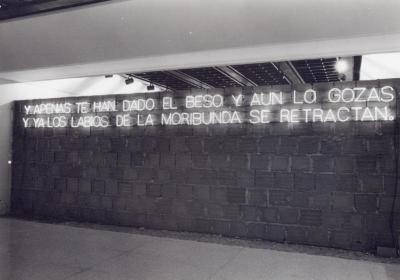 Y APENAS TE HAN DADO EL BESO Y AUN LO GOZAS
Y YA LOS LABIOS DE LA MORIBUNDA SE RETRACTAN.